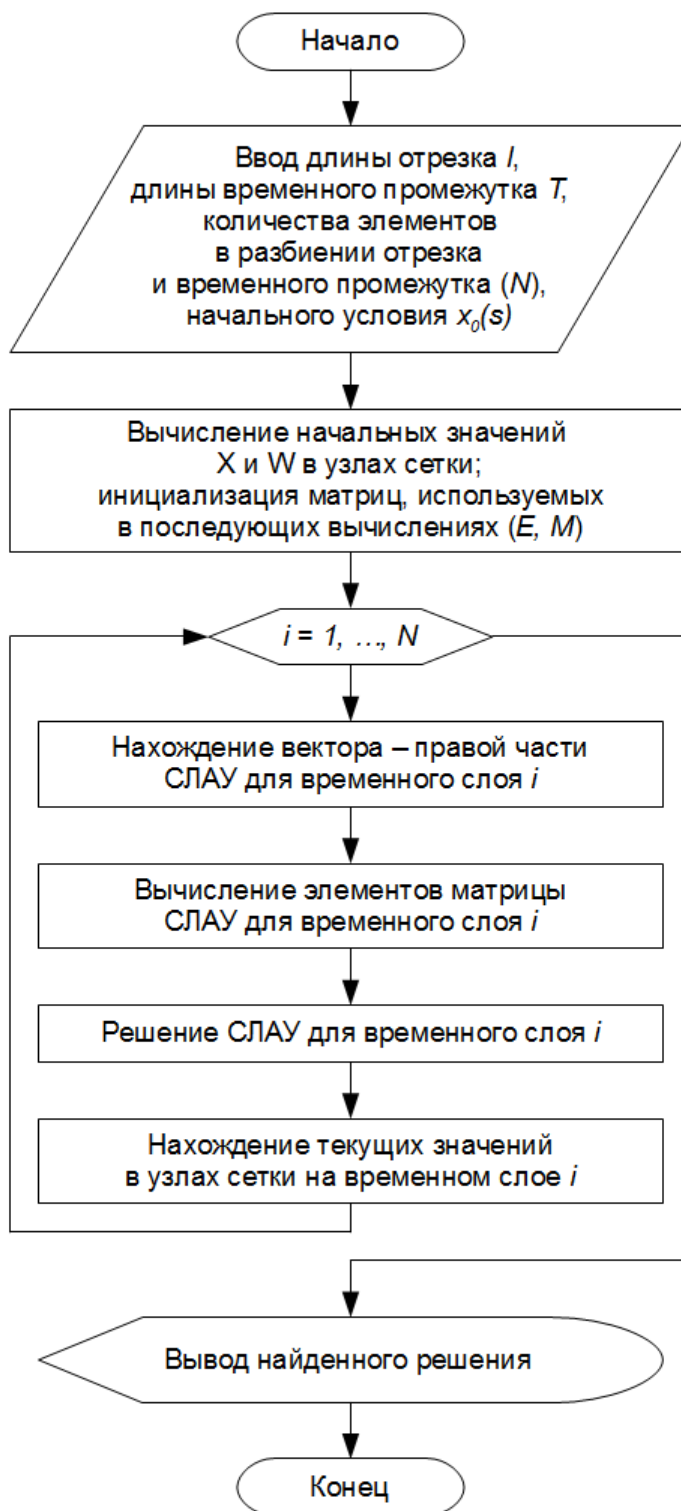 Начало
Ввод длины отрезка l,
длины временного промежутка T,
количества элементов
в разбиении отрезка
и временного промежутка (N),
начального условия x₀(s)
Вычисление начальных значений
X и W в узлах сетки;
инициализация матриц, используемых
в последующих вычислениях (E, M)
i = 1, …, N
Нахождение вектора – правой части
СЛАУ для временного слоя i
Вычисление элементов матрицы
СЛАУ для временного слоя i
Решение СЛАУ для временного слоя i
Нахождение текущих значений
в узлах сетки на временном слое i
Вывод найденного решения
Конец